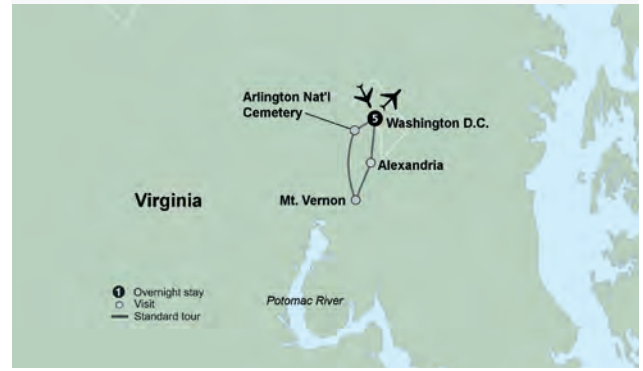 Arlington Nat'l
Cemetery
5
Washington D.C.
Alexandria
Virginia
Mt. Vernon
1 Overnight stay
Visit
Standard tour
Potomac River